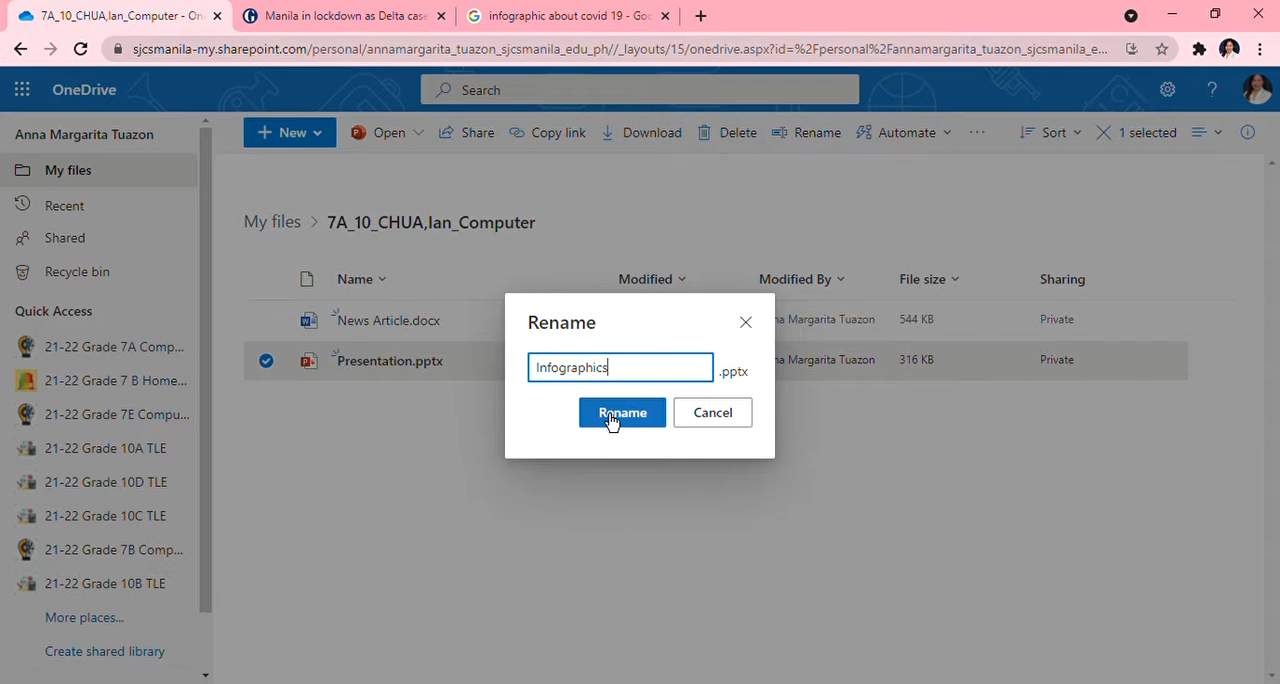 7A_10_CHUA,Ian_Computer - On
Manila in lockdown as Delta case
infographic about covid 19 - Goo
sjcsmanila-my.sharepoint.com/personal/annamargarita_tuazon_sjcsmanila_edu_ph//_layouts/15/onedrive.aspx?id=%2Fpersonal%2Fannamargarita_tuazon_sjcsmanila_e...
OneDrive
Search
Anna Margarita Tuazon
New
Open
Share
Copy link
Download
Delete
Rename
Automate
Sort
1 selected
My files
Recent
Shared
Recycle bin
Quick Access
21-22 Grade 7A Comp...
21-22 Grade 7 B Home...
21-22 Grade 7E Compu...
21-22 Grade 10A TLE
21-22 Grade 10D TLE
21-22 Grade 10C TLE
21-22 Grade 7B Comp...
21-22 Grade 10B TLE
More places...
Create shared library
My files > 7A_10_CHUA,Ian_Computer
Name Modified Modified By File size Sharing
News Article.docx Margarita Tuazon 544 KB Private
Presentation.pptx Margarita Tuazon 316 KB Private
Rename
Infographics .pptx
Rename Cancel